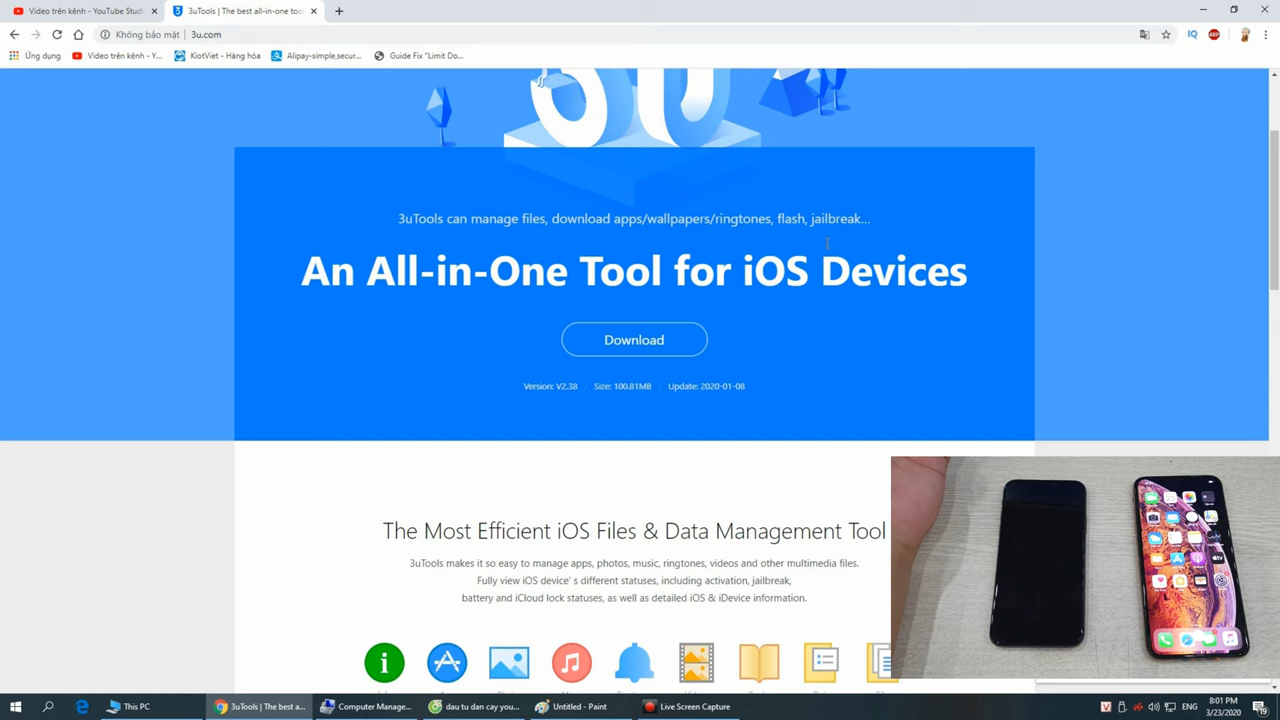 Video trên kênh - YouTube Studi
3uTools | The best all-in-one tool
Không bảo mật
3u.com
Ứng dụng
Video trên kênh - Y...
KiotViet - Hàng hóa
Alipay-simple,secur...
Guide Fix "Limit Do...
3uTools can manage files, download apps/wallpapers/ringtones, flash, jailbreak...
An All-in-One Tool for iOS Devices
Download
Version: V2.38 / Size: 100.81MB / Update: 2020-01-08
The Most Efficient iOS Files & Data Management Tool
3uTools makes it so easy to manage apps, photos, music, ringtones, videos and other multimedia files.
Fully view iOS device' s different statuses, including activation, jailbreak,
battery and iCloud lock statuses, as well as detailed iOS & iDevice information.
This PC
3uTools | The best a...
Computer Manage...
dau tu dan cay you...
Untitled - Paint
Live Screen Capture
ENG
8:01 PM
3/23/2020
19